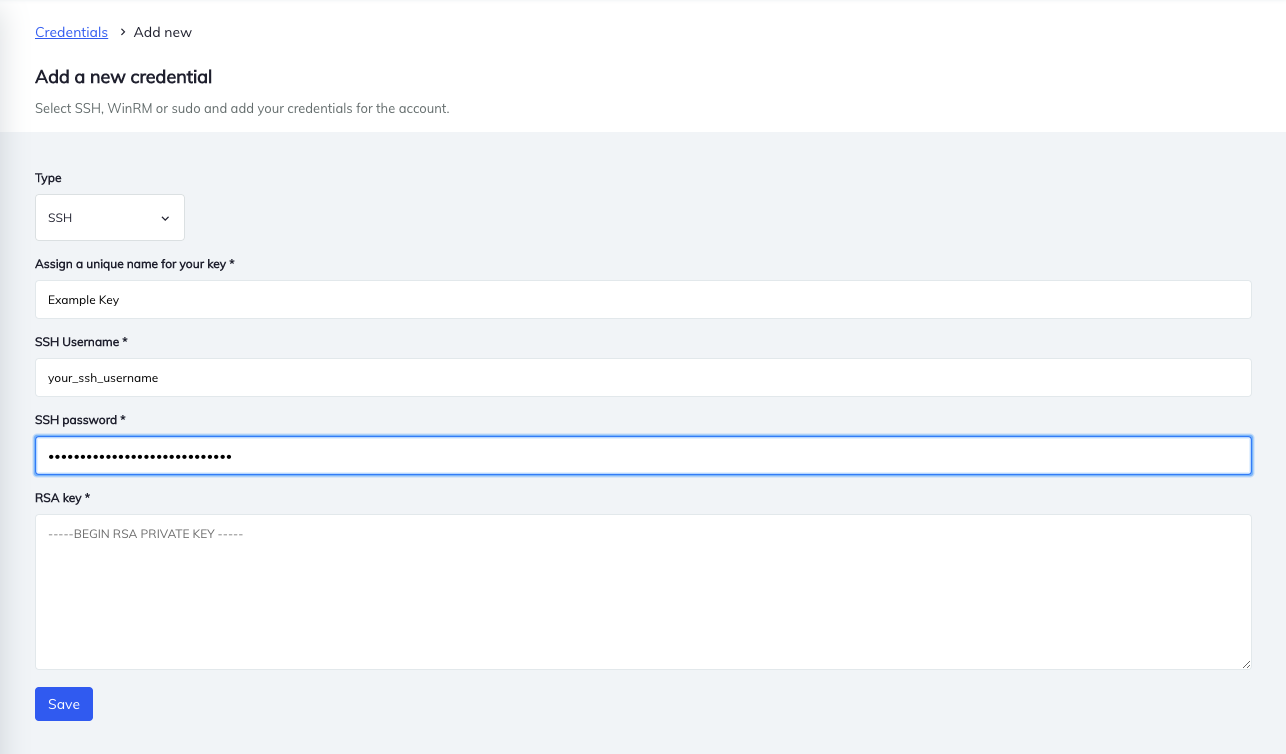 Credentials > Add new
Add a new credential
Select SSH, WinRM or sudo and add your credentials for the account.
Type
SSH
Assign a unique name for your key *
Example Key
SSH Username *
your_ssh_username
SSH password *
•••••••••••••••••••••••••••••
RSA key *
-----BEGIN RSA PRIVATE KEY -----
Save